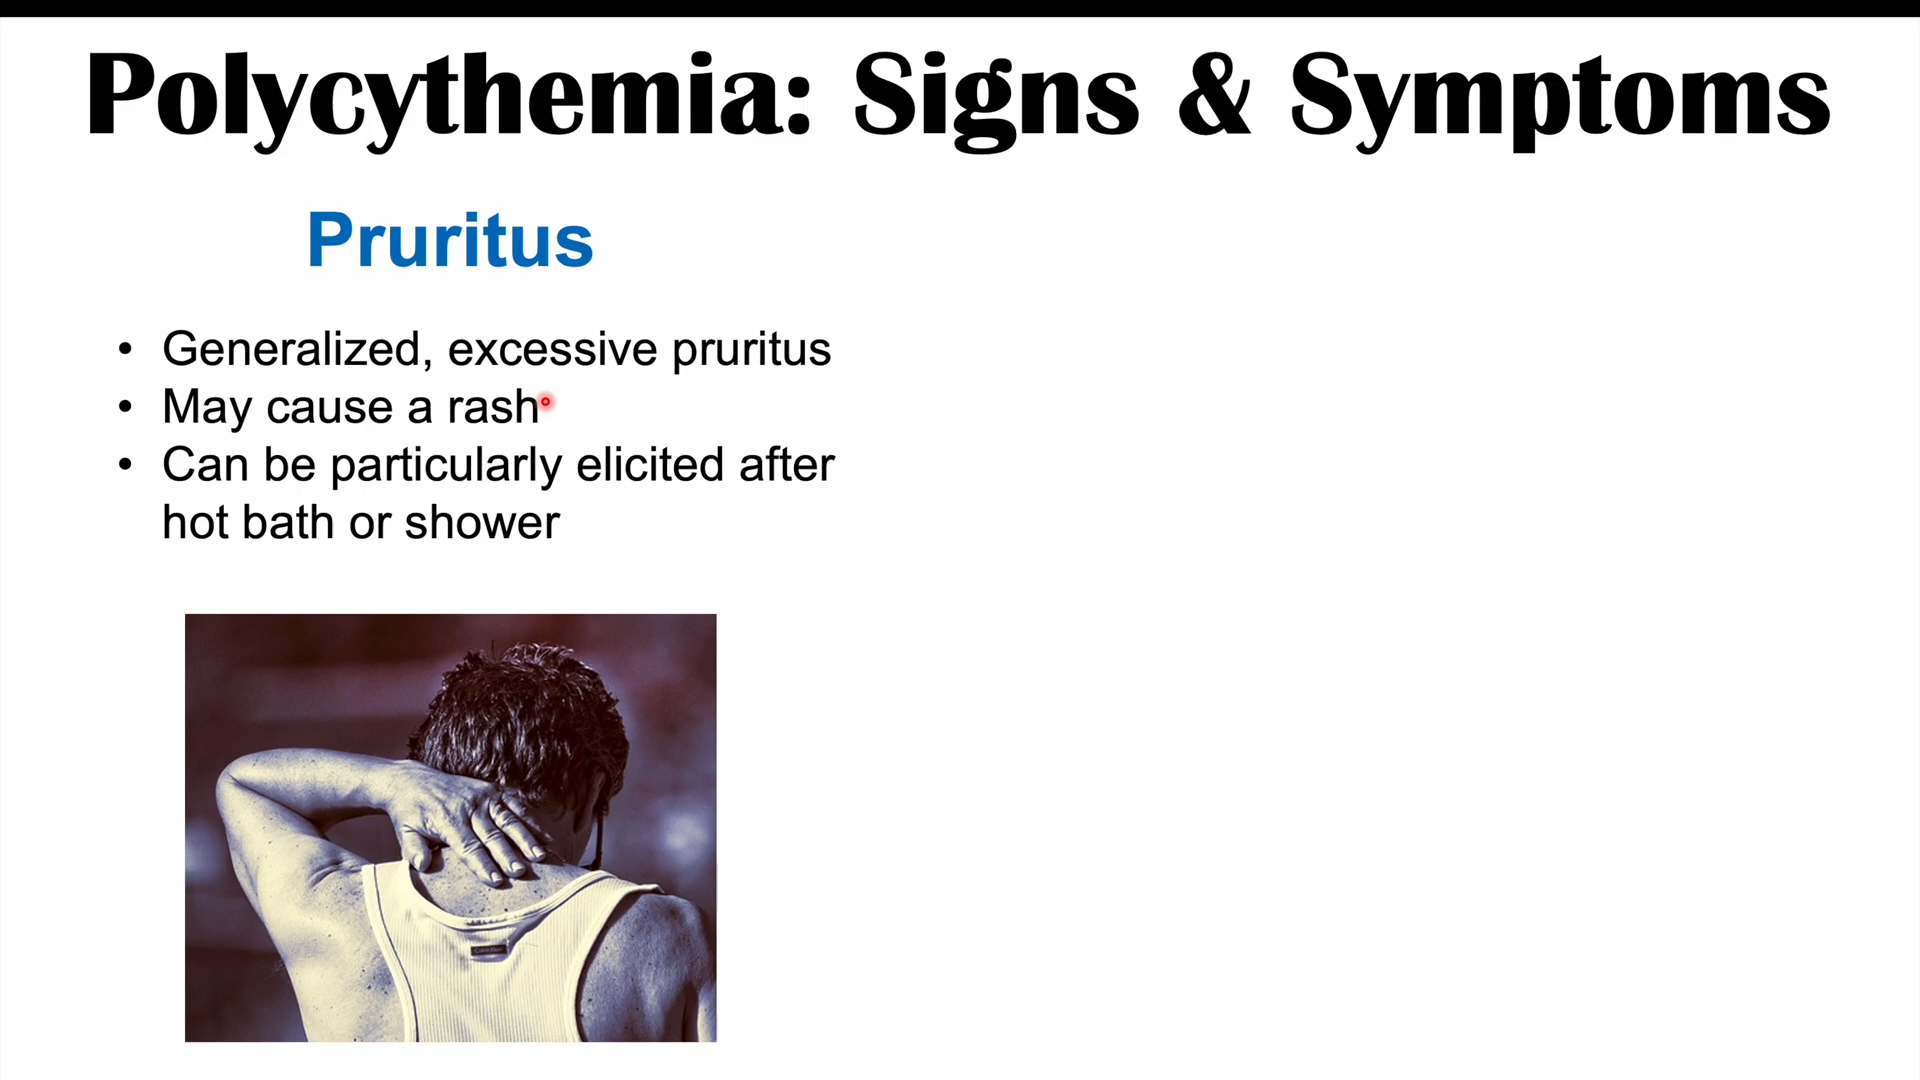 Polycythemia: Signs & Symptoms
Pruritus
• Generalized, excessive pruritus
• May cause a rash
• Can be particularly elicited after
hot bath or shower